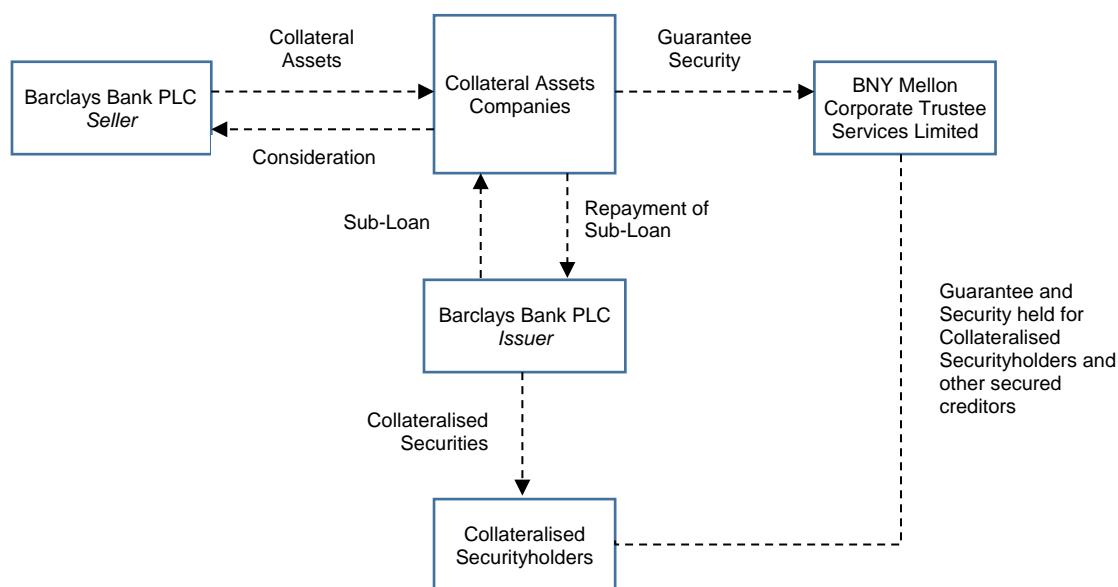 Collateral
Assets
Guarantee
Security
Barclays Bank PLC
Seller
Collateral Assets
Companies
BNY Mellon
Corporate Trustee
Services Limited
Consideration
Sub-Loan
Repayment of
Sub-Loan
Barclays Bank PLC
Issuer
Guarantee and
Security held for
Collateralised
Securityholders and
other secured
creditors
Collateralised
Securities
Collateralised
Securityholders